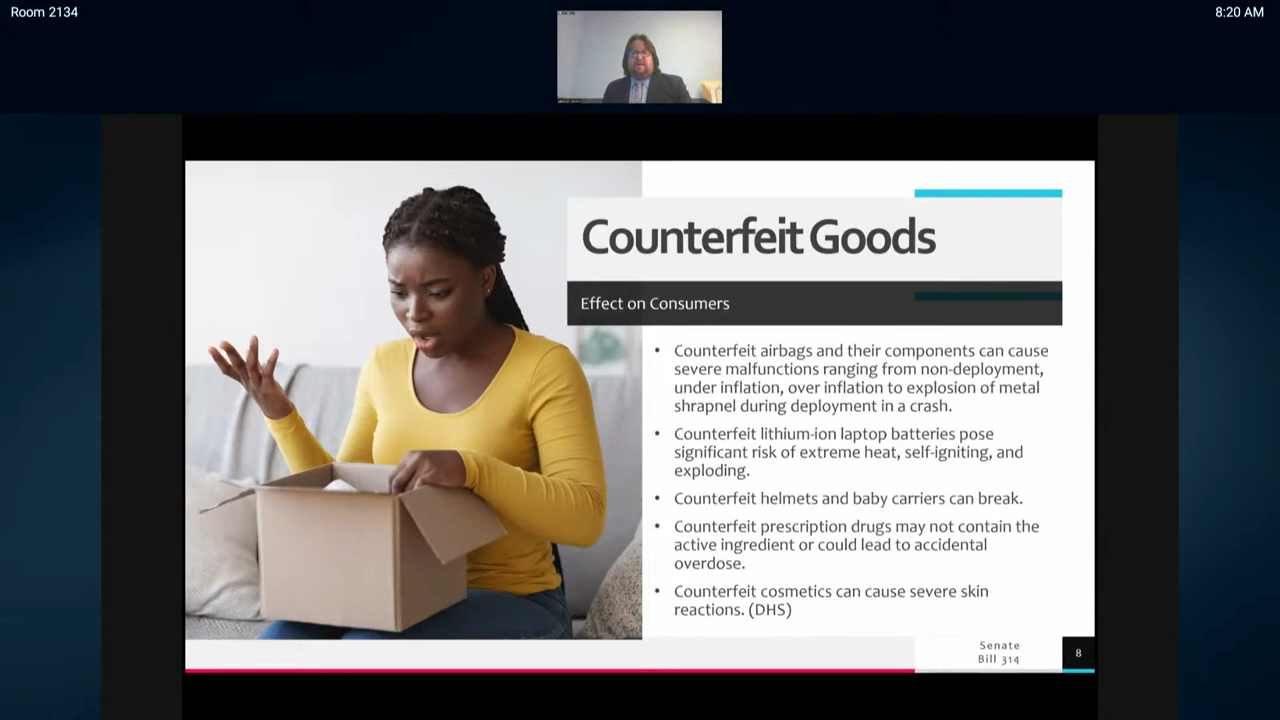 Room 2134
8:20 AM
Counterfeit Goods
Effect on Consumers
• Counterfeit airbags and their components can cause
severe malfunctions ranging from non-deployment,
under inflation, over inflation to explosion of metal
shrapnel during deployment in a crash.
• Counterfeit lithium-ion laptop batteries pose
significant risk of extreme heat, self-igniting, and
exploding.
• Counterfeit helmets and baby carriers can break.
• Counterfeit prescription drugs may not contain the
active ingredient or could lead to accidental
overdose.
• Counterfeit cosmetics can cause severe skin
reactions. (DHS)
Senate
Bill 314
8